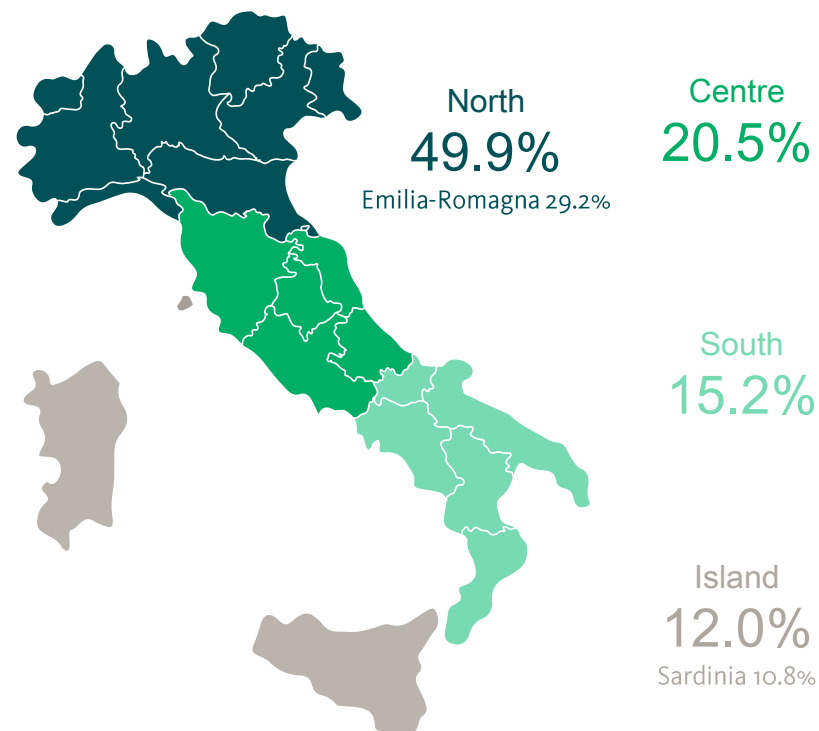 North
49.9%
Emilia-Romagna 29.2%
Centre
20.5%
South
15.2%
Island
12.0%
Sardinia 10.8%